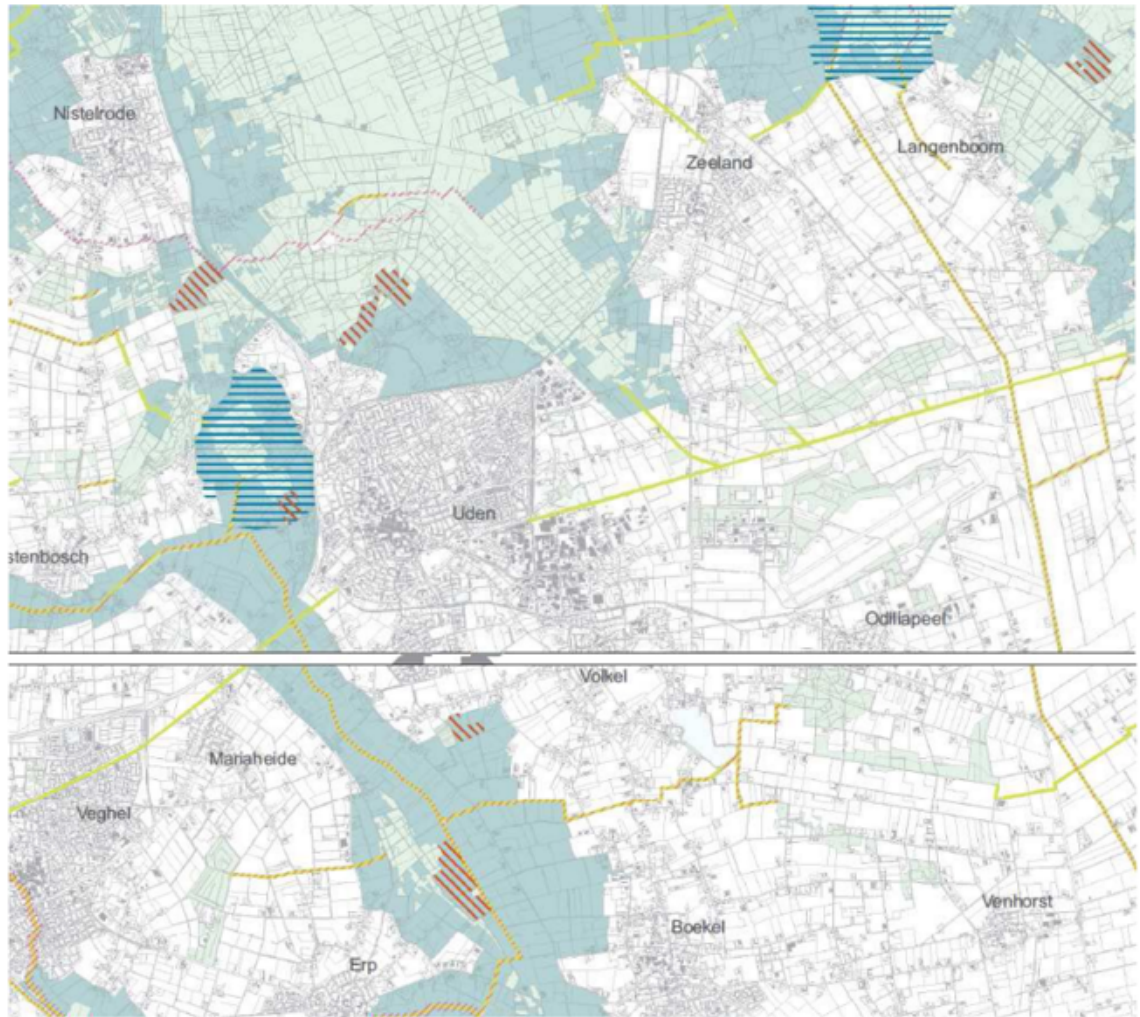 Nistelrode
Langenboom
Zeeland
Uden
stenbosch
Odiliapeel
Volkel
Mariaheide
Veghel
Venhorst
Boekel
Erp